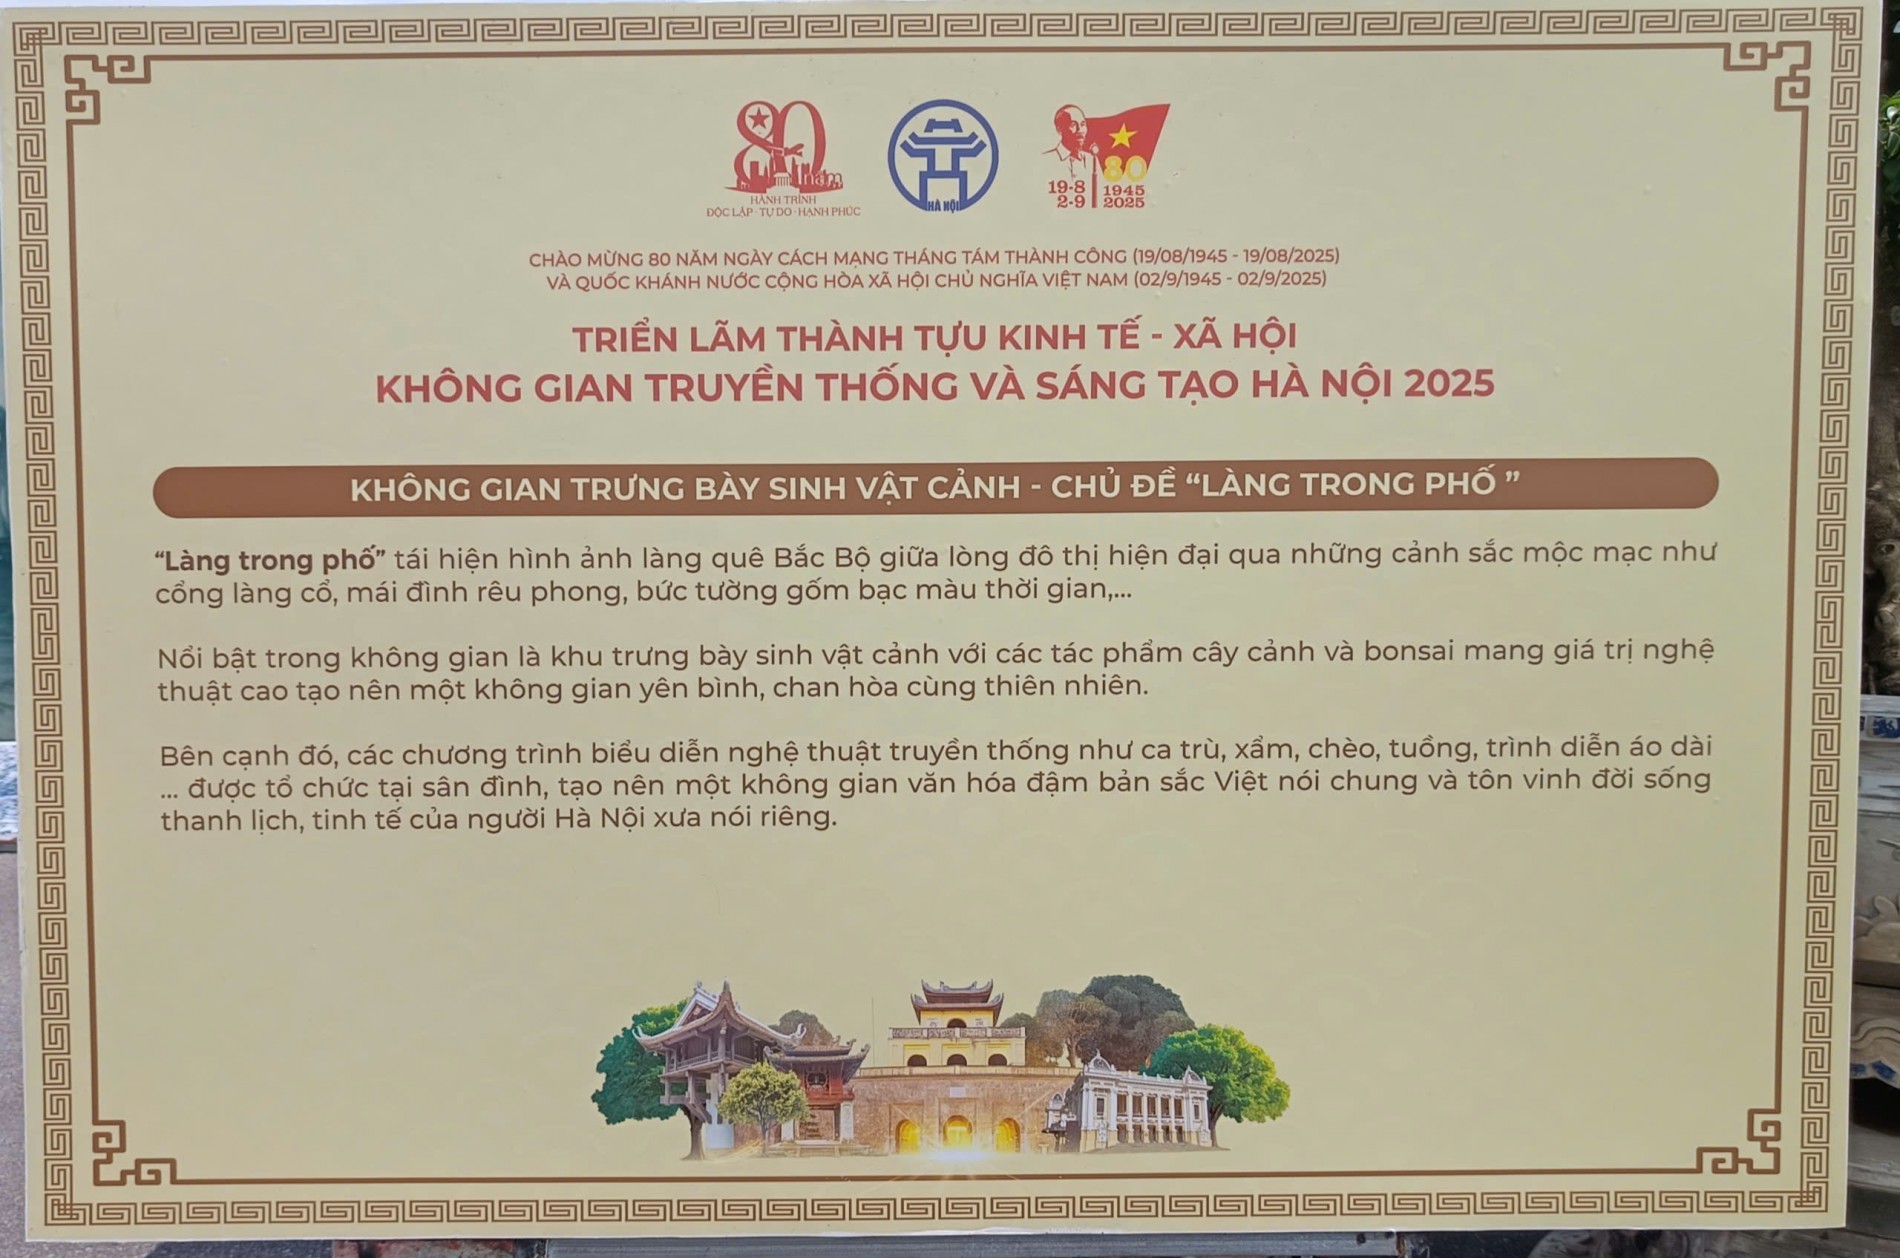 80 năm
HÀNH TRÌNH
ĐỘC LẬP · TỰ DO · HẠNH PHÚC
HÀ NỘI
80
19-8 1945
2-9 2025
CHÀO MỪNG 80 NĂM NGÀY CÁCH MẠNG THÁNG TÁM THÀNH CÔNG (19/08/1945 - 19/08/2025)
VÀ QUỐC KHÁNH NƯỚC CỘNG HÒA XÃ HỘI CHỦ NGHĨA VIỆT NAM (02/9/1945 - 02/9/2025)
TRIỂN LÃM THÀNH TỰU KINH TẾ - XÃ HỘI
KHÔNG GIAN TRUYỀN THỐNG VÀ SÁNG TẠO HÀ NỘI 2025
KHÔNG GIAN TRƯNG BÀY SINH VẬT CẢNH - CHỦ ĐỀ “LÀNG TRONG PHỐ ”
“Làng trong phố” tái hiện hình ảnh làng quê Bắc Bộ giữa lòng đô thị hiện đại qua những cảnh sắc mộc mạc như
cổng làng cổ, mái đình rêu phong, bức tường gốm bạc màu thời gian,...
Nổi bật trong không gian là khu trưng bày sinh vật cảnh với các tác phẩm cây cảnh và bonsai mang giá trị nghệ
thuật cao tạo nên một không gian yên bình, chan hòa cùng thiên nhiên.
Bên cạnh đó, các chương trình biểu diễn nghệ thuật truyền thống như ca trù, xẩm, chèo, tuồng, trình diễn áo dài
... được tổ chức tại sân đình, tạo nên một không gian văn hóa đậm bản sắc Việt nói chung và tôn vinh đời sống
thanh lịch, tinh tế của người Hà Nội xưa nói riêng.